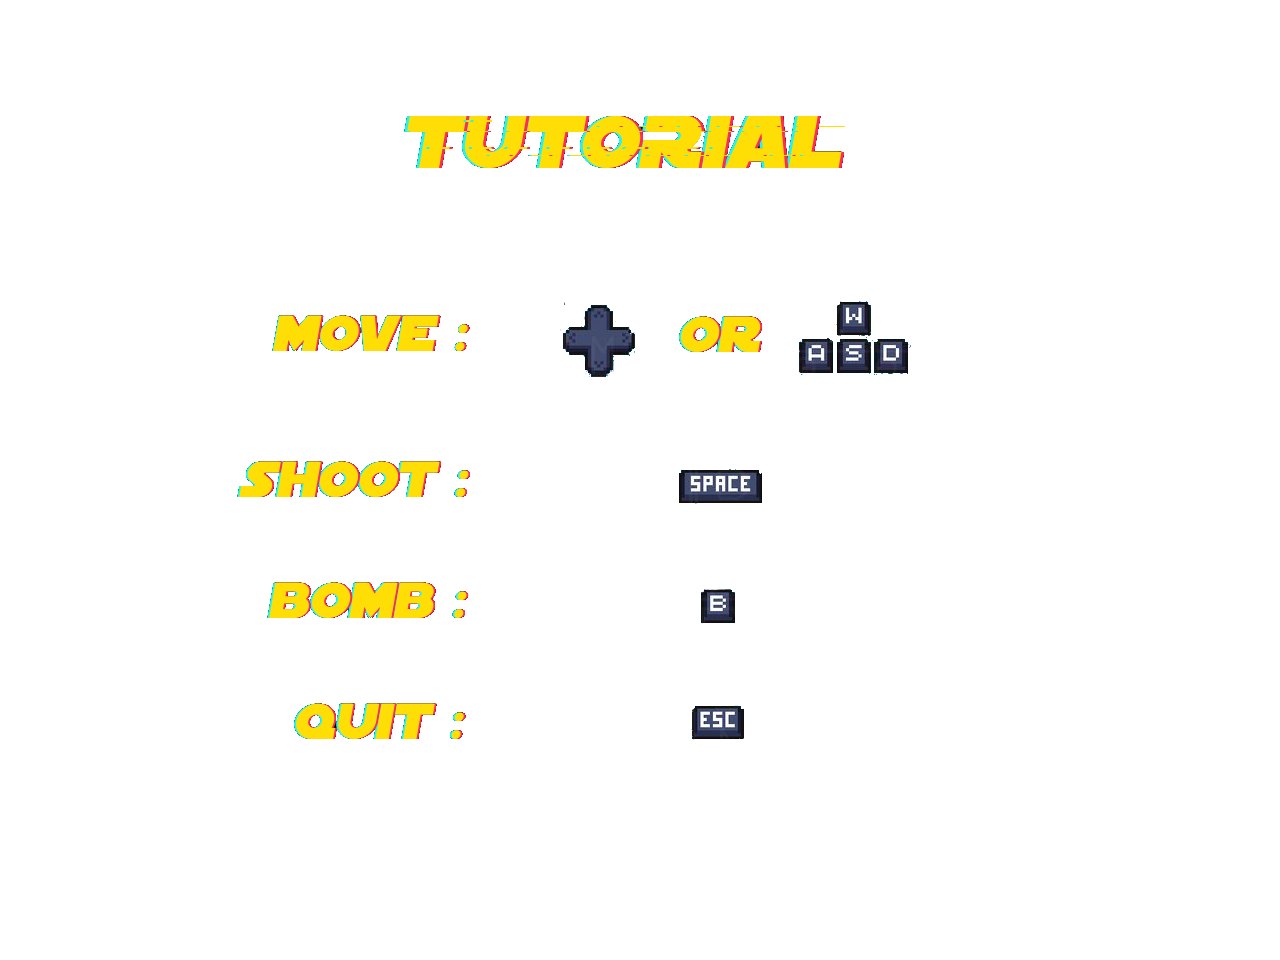 TUTORIAL
MOVE : OR W
A S D
SHOOT : SPACE
BOMB : B
QUIT : ESC